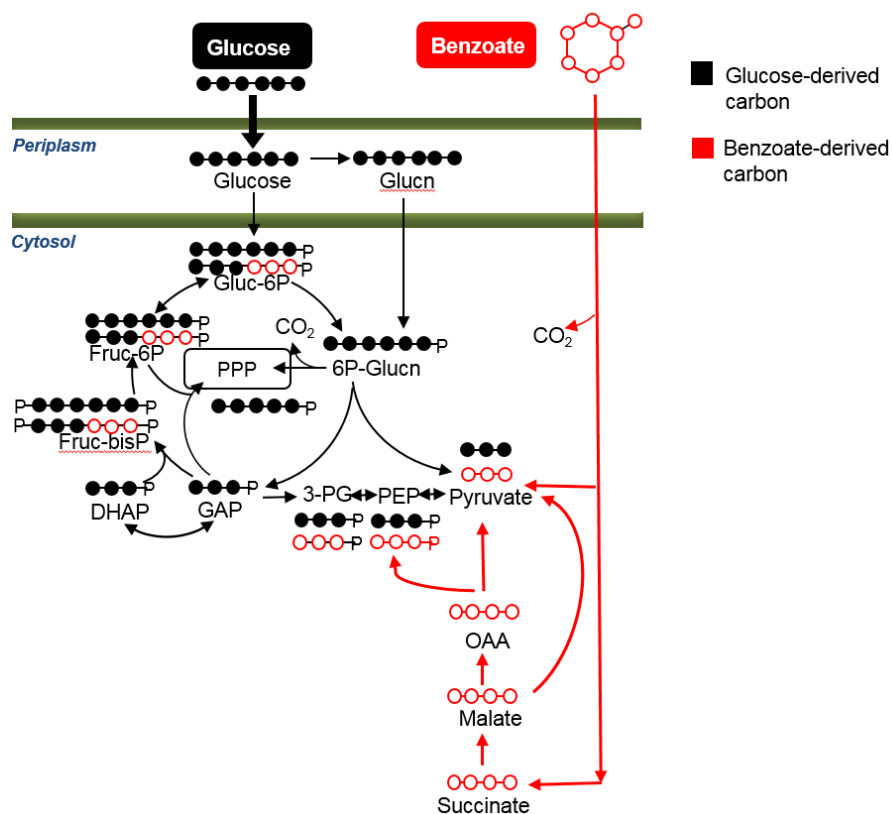 Glucose
Benzoate
Glucose-derived
carbon
Periplasm
Benzoate-derived
carbon
Glucose
Glucn
Cytosol
P
P
Gluc-6P
P
P
Fruc-6P
CO2
CO2
P
PPP
6P-Glucn
P
P P
P P
Fruc-bisP
P
P
DHAP
GAP
3-PG
PEP
Pyruvate
P
P
P
P
OAA
Malate
Succinate